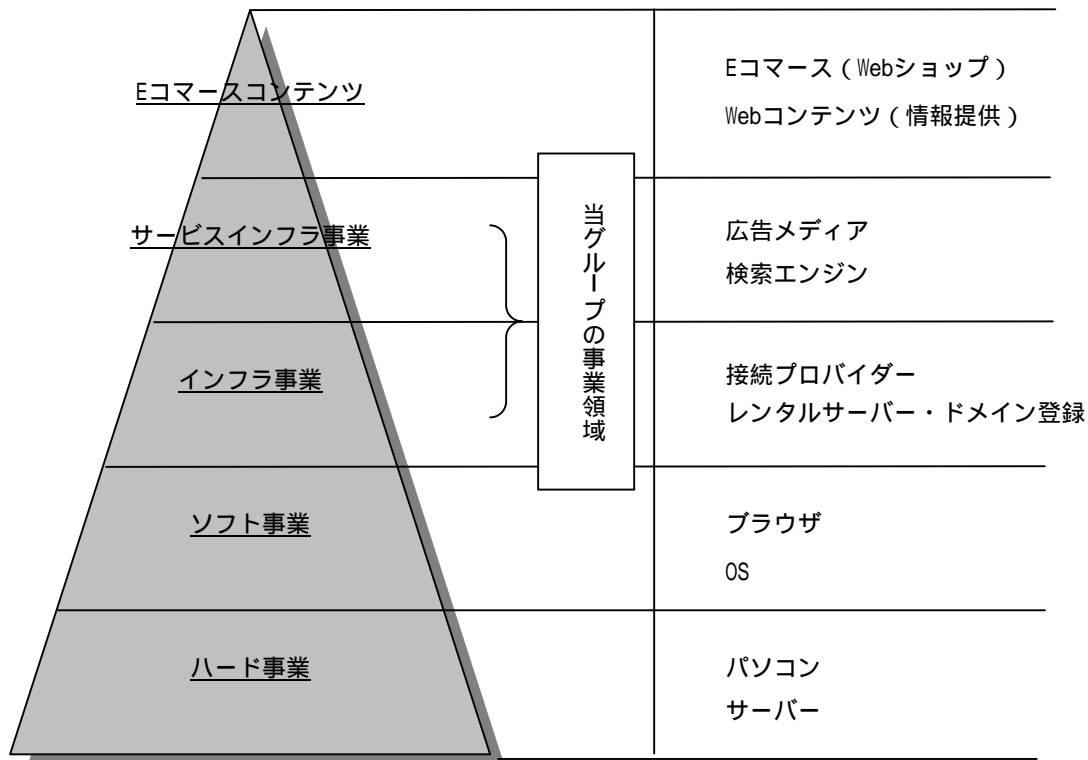 Eコマースコンテンツ
Eコマース(Webショップ)
Webコンテンツ(情報提供)
サービスインフラ事業
当グループの事業領域
広告メディア
検索エンジン
インフラ事業
接続プロバイダー
レンタルサーバー・ドメイン登録
ソフト事業
ブラウザ
OS
ハード事業
パソコン
サーバー